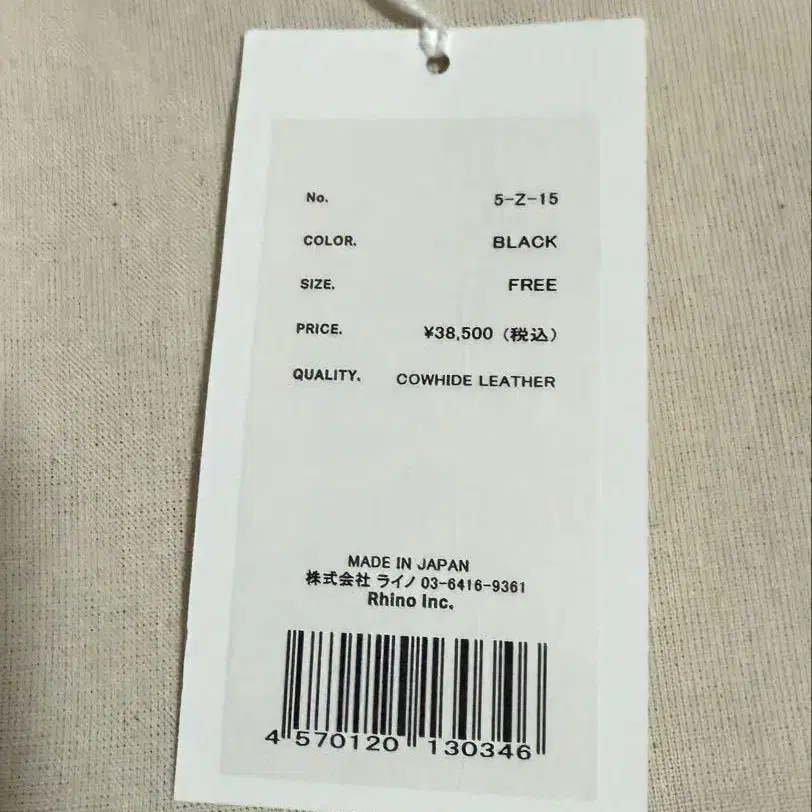 No. 5-Z-15
COLOR. BLACK
SIZE. FREE
PRICE. ¥38,500（税込）
QUALITY. COWHIDE LEATHER
MADE IN JAPAN
株式会社 ライノ 03-6416-9361
Rhino Inc.
4 570120 130346